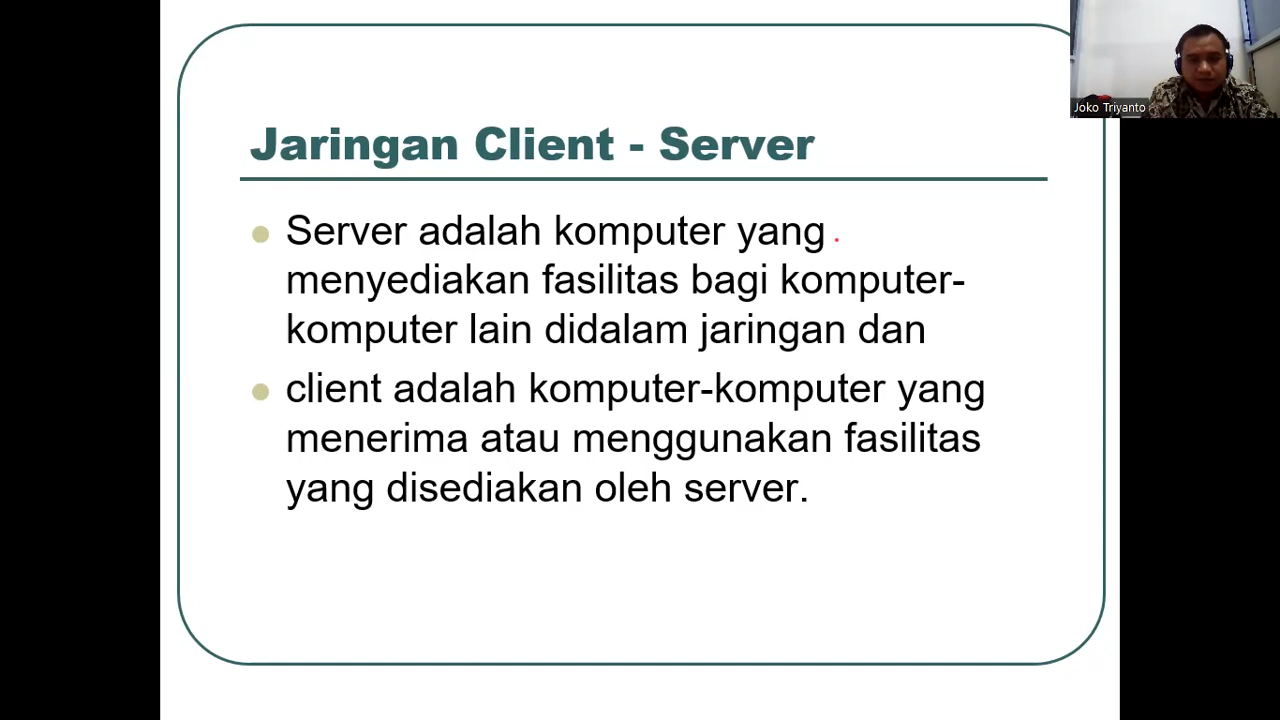 Jaringan Client - Server
Server adalah komputer yang
menyediakan fasilitas bagi komputer-
komputer lain didalam jaringan dan
client adalah komputer-komputer yang
menerima atau menggunakan fasilitas
yang disediakan oleh server.
Joko Triyanto